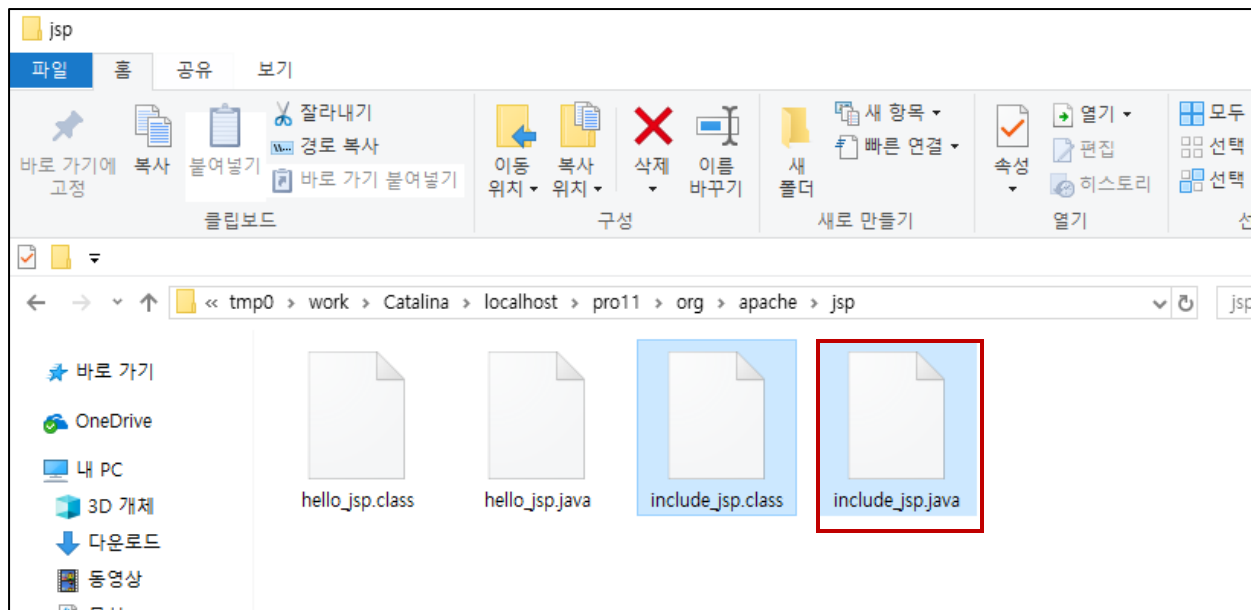 jsp
파일 홈 공유 보기
바로 가기에
고정
복사
붙여넣기
잘라내기
경로 복사
바로 가기 붙여넣기
클립보드
이동
위치
복사
위치
삭제
이름
바꾸기
구성
새
폴더
새 항목
빠른 연결
새로 만들기
속성
열기
편집
히스토리
열기
모두
선택
선택
« tmp0 > work > Catalina > localhost > pro11 > org > apache > jsp
jsp
바로 가기
OneDrive
내 PC
3D 개체
다운로드
동영상
hello_jsp.class
hello_jsp.java
include_jsp.class
include_jsp.java